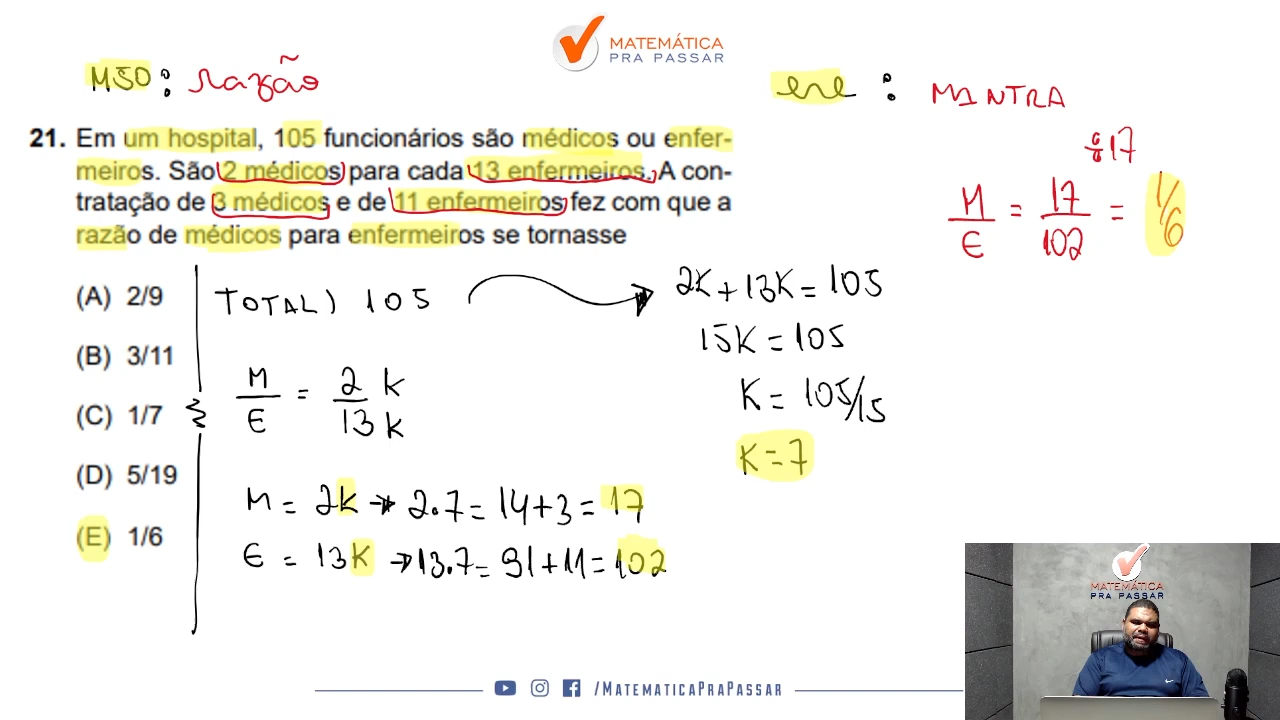 MATEMÁTICA
PRA PASSAR
MSO: razão
ene: MANTRA
21. Em um hospital, 105 funcionários são médicos ou enfer-
meiros. São 2 médicos para cada 13 enfermeiros. A con-
tratação de 3 médicos e de 11 enfermeiros fez com que a
razão de médicos para enfermeiros se tornasse
(A) 2/9
(B) 3/11
(C) 1/7
(D) 5/19
(E) 1/6
TOTAL) 105
M/E = 2k/13k
M = 2k → 2.7 = 14+3 = 17
E = 13k → 13.7 = 91+11 = 102
2K+13K=105
15K=105
K=105/15
K=7
÷17
M/E = 17/102 = 1/6
MATEMÁTICA
PRA PASSAR
/MatematicaPraPassar